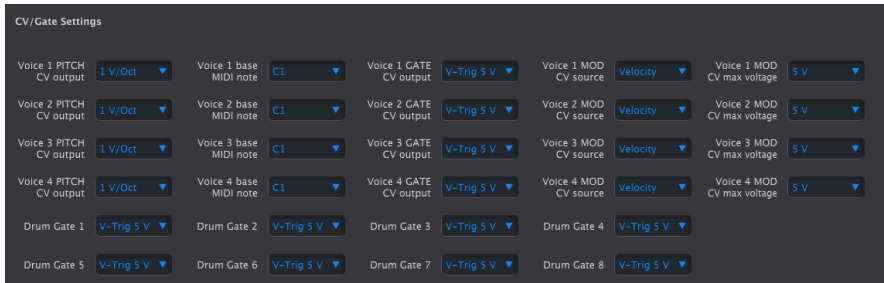 CV/Gate Settings
Voice 1 PITCH CV output 1 V/Oct Voice 1 base MIDI note C1 Voice 1 GATE CV output V-Trig 5 V Voice 1 MOD CV source Velocity Voice 1 MOD CV max voltage 5 V
Voice 2 PITCH CV output 1 V/Oct Voice 2 base MIDI note C1 Voice 2 GATE CV output V-Trig 5 V Voice 2 MOD CV source Velocity Voice 2 MOD CV max voltage 5 V
Voice 3 PITCH CV output 1 V/Oct Voice 3 base MIDI note C1 Voice 3 GATE CV output V-Trig 5 V Voice 3 MOD CV source Velocity Voice 3 MOD CV max voltage 5 V
Voice 4 PITCH CV output 1 V/Oct Voice 4 base MIDI note C1 Voice 4 GATE CV output V-Trig 5 V Voice 4 MOD CV source Velocity Voice 4 MOD CV max voltage 5 V
Drum Gate 1 V-Trig 5 V Drum Gate 2 V-Trig 5 V Drum Gate 3 V-Trig 5 V Drum Gate 4 V-Trig 5 V
Drum Gate 5 V-Trig 5 V Drum Gate 6 V-Trig 5 V Drum Gate 7 V-Trig 5 V Drum Gate 8 V-Trig 5 V